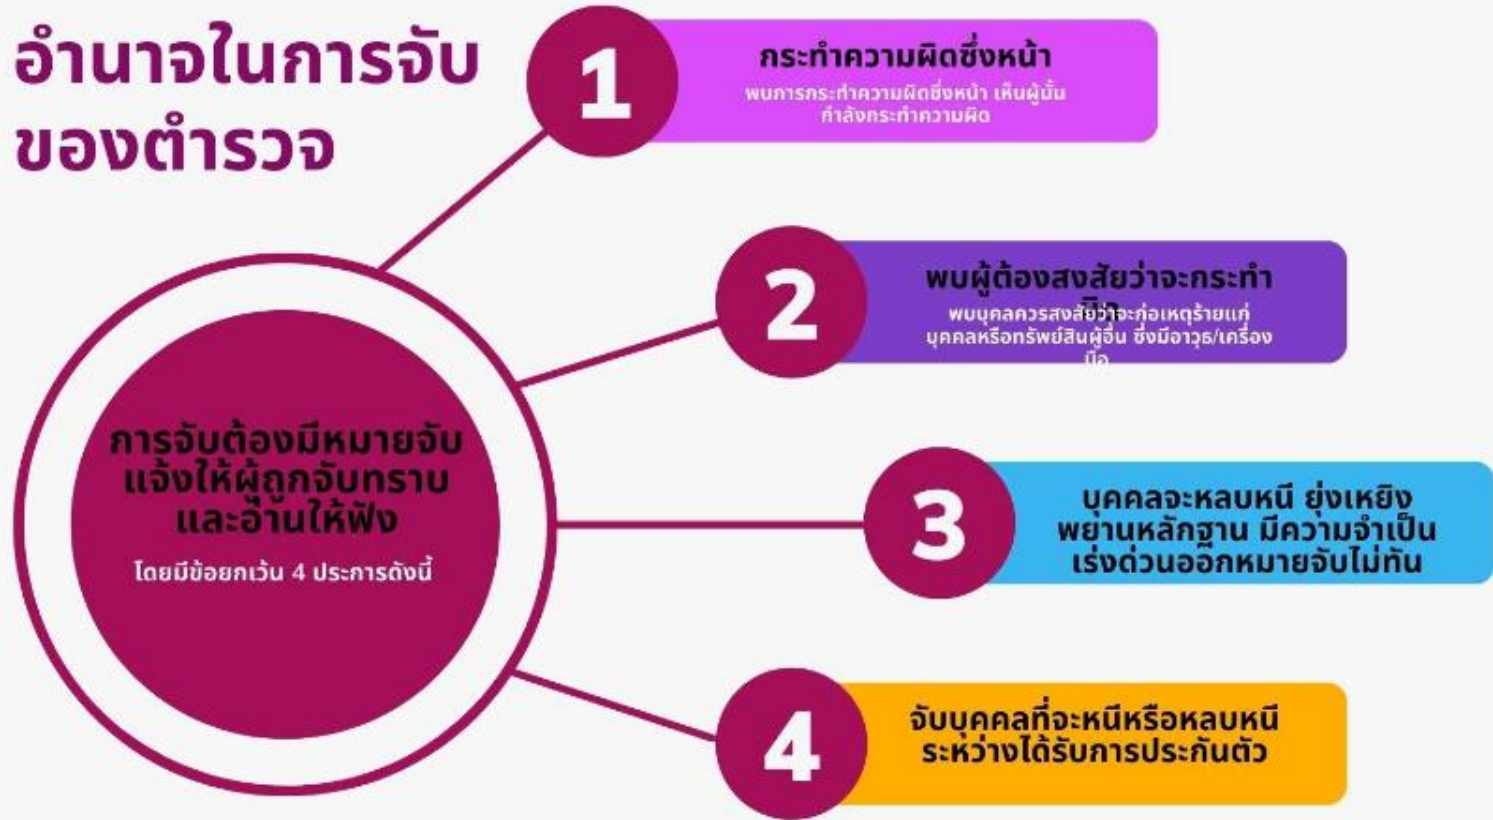 อำนาจในการจับ
ของตำรวจ
1
กระทำความผิดซึ่งหน้า
พบการกระทำความผิดซึ่งหน้า เห็นผู้นั้น
กำลังกระทำความผิด
2
พบผู้ต้องสงสัยว่าจะกระทำ
พบบุคคลควรสงสัยว่าจะก่อเหตุร้ายแก่
บุคคลหรือทรัพย์สินผู้อื่น ซึ่งมีอาวุธ/เครื่อง
มือ
การจับต้องมีหมายจับ
แจ้งให้ผู้ถูกจับทราบ
และอ่านให้ฟัง
โดยมีข้อยกเว้น 4 ประการดังนี้
3
บุคคลจะหลบหนี ยุ่งเหยิง
พยานหลักฐาน มีความจำเป็น
เร่งด่วนออกหมายจับไม่ทัน
4
จับบุคคลที่จะหนีหรือหลบหนี
ระหว่างได้รับการประกันตัว